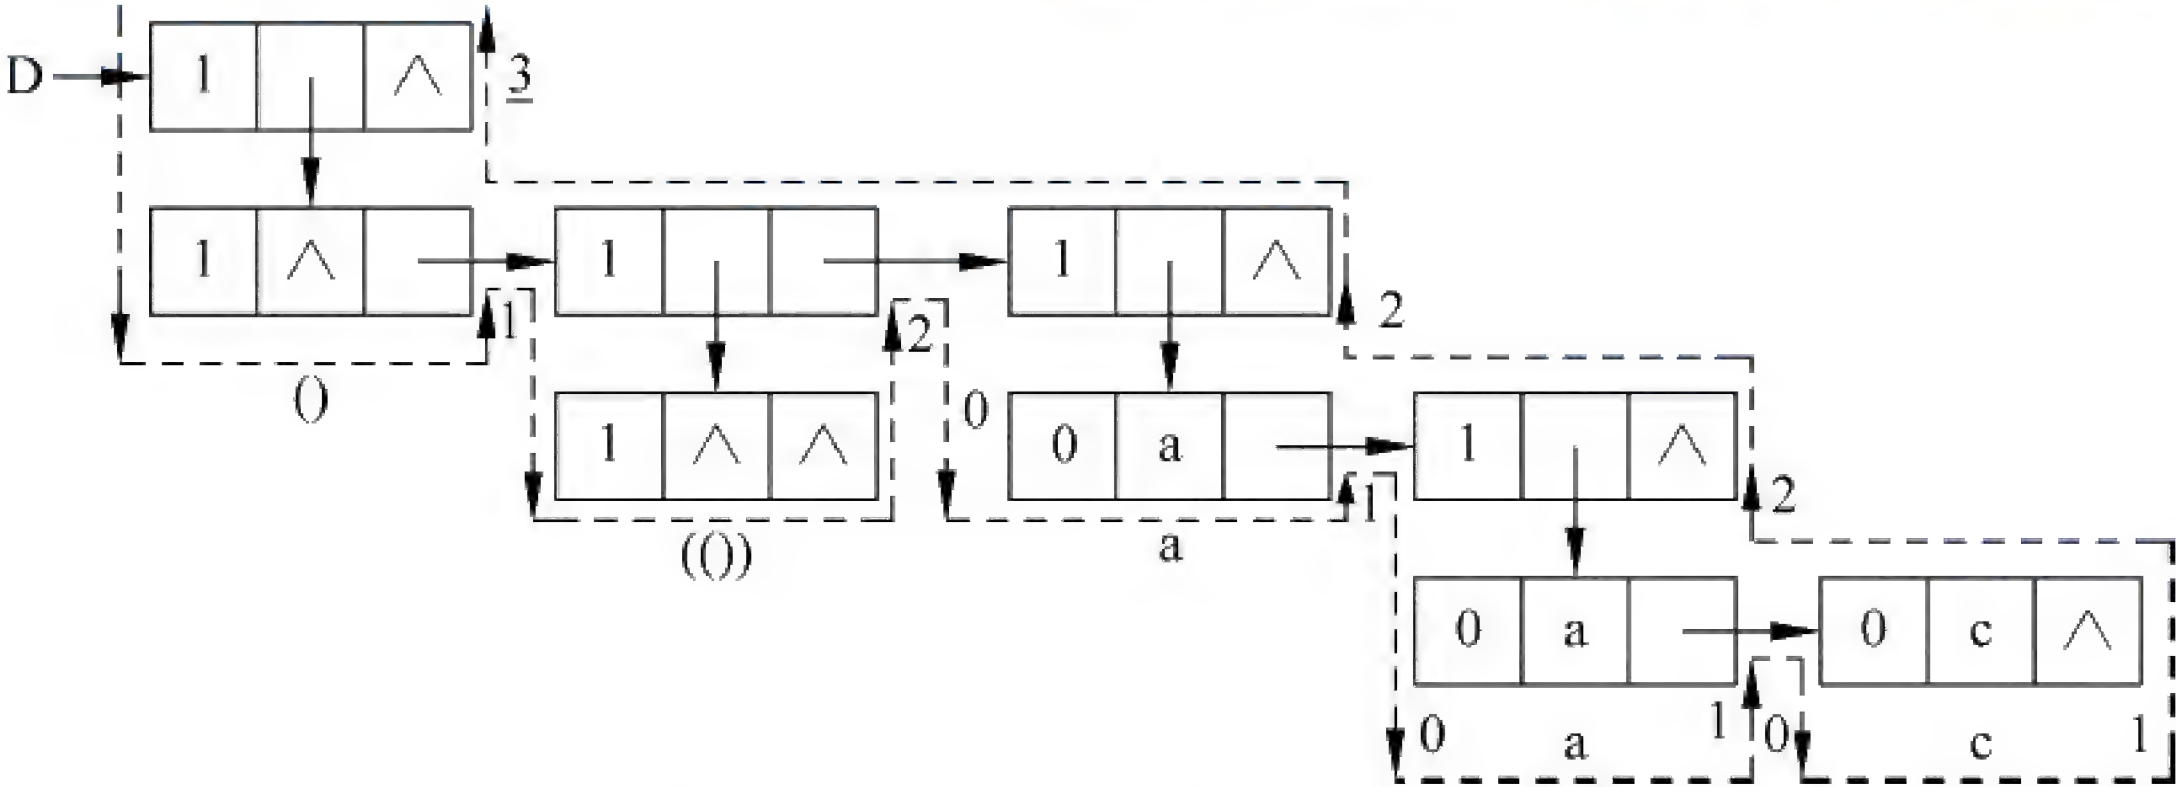 D 1 ∧ 3
1 ∧ 1 1 1 ∧ 2
() 2
1 ∧ ∧ 0 0 a 1 1 ∧ 2
(()) a
0 a 0 c ∧
0 a 1 0 c 1